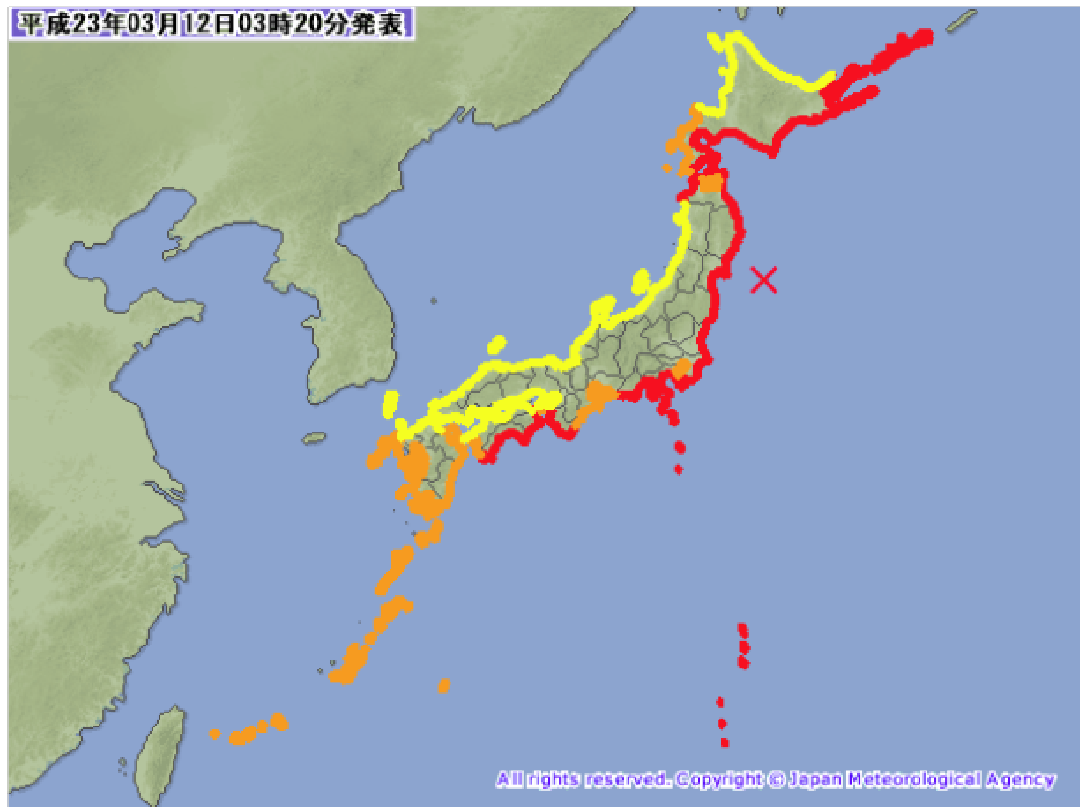 平成23年03月12日03時20分発表
All rights reserved. Copyright © Japan Meteorological Agency